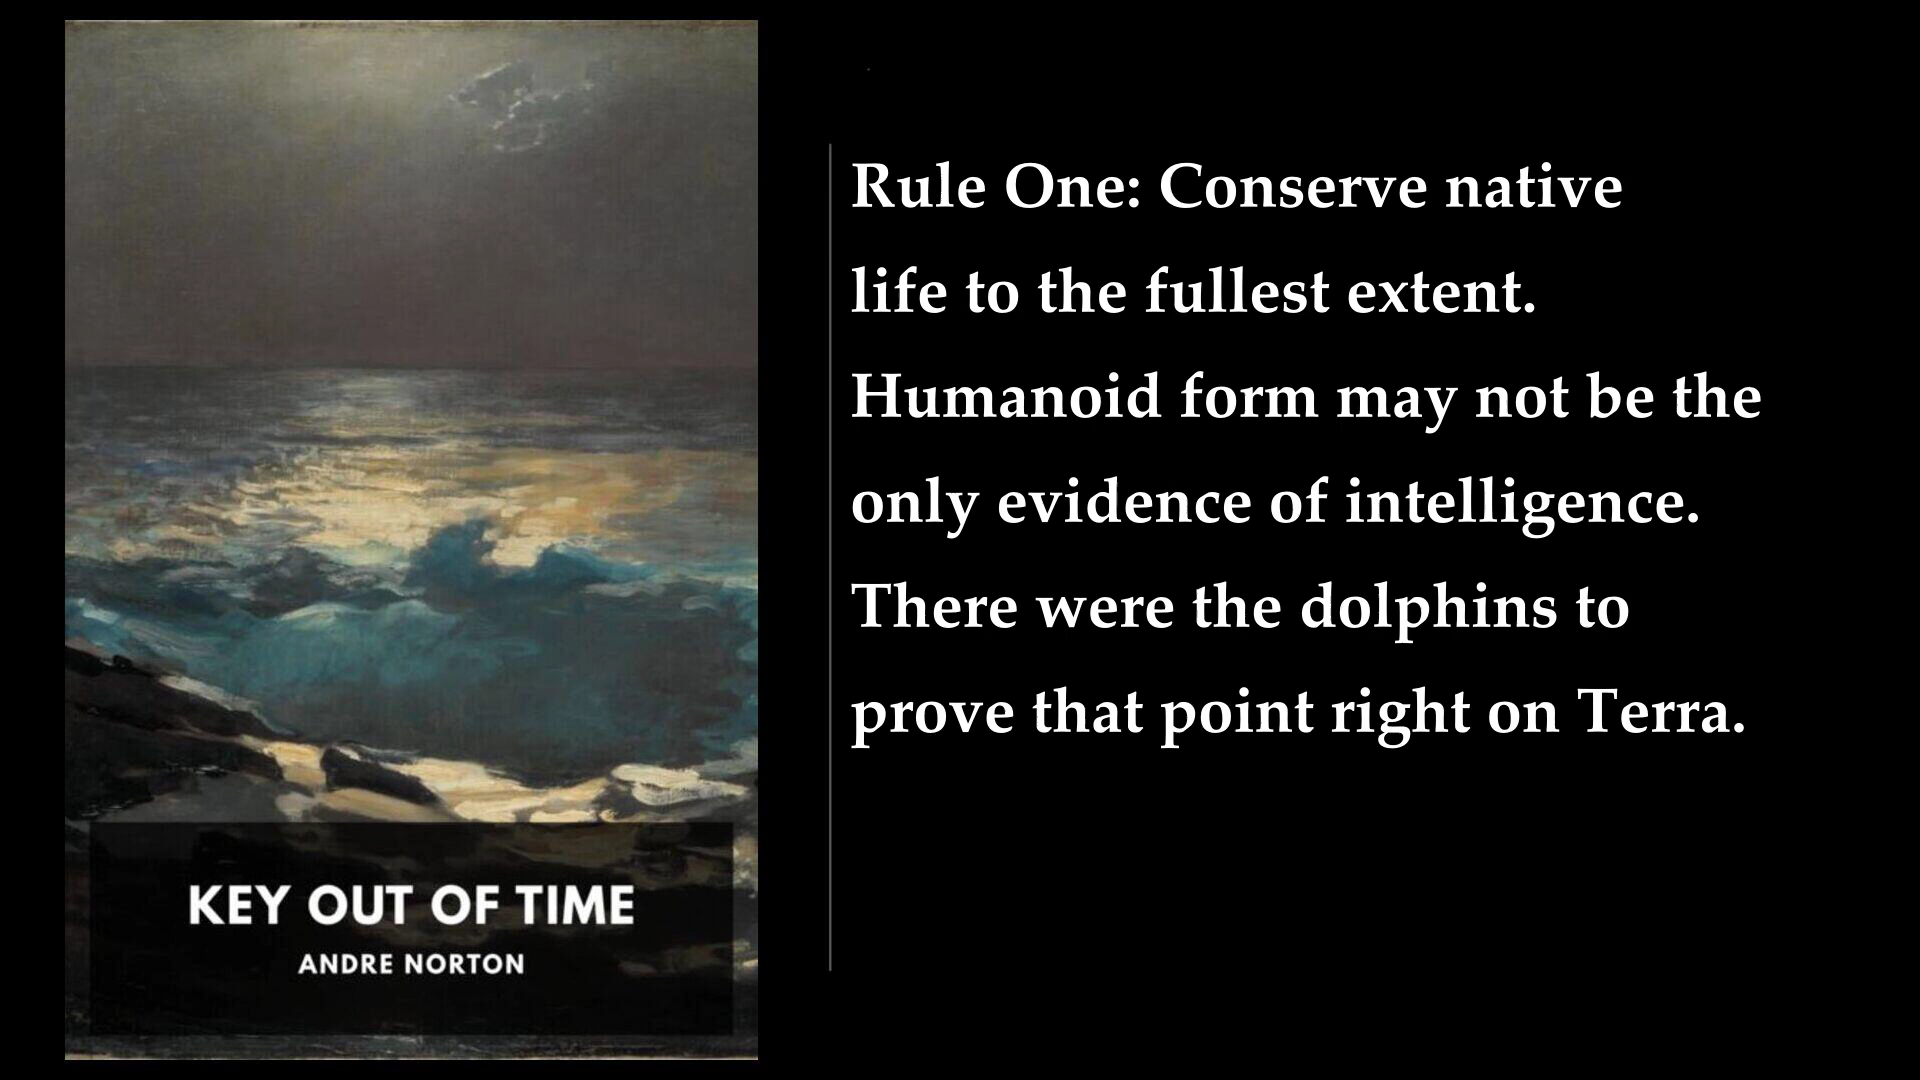 KEY OUT OF TIME
ANDRE NORTON
Rule One: Conserve native
life to the fullest extent.
Humanoid form may not be the
only evidence of intelligence.
There were the dolphins to
prove that point right on Terra.